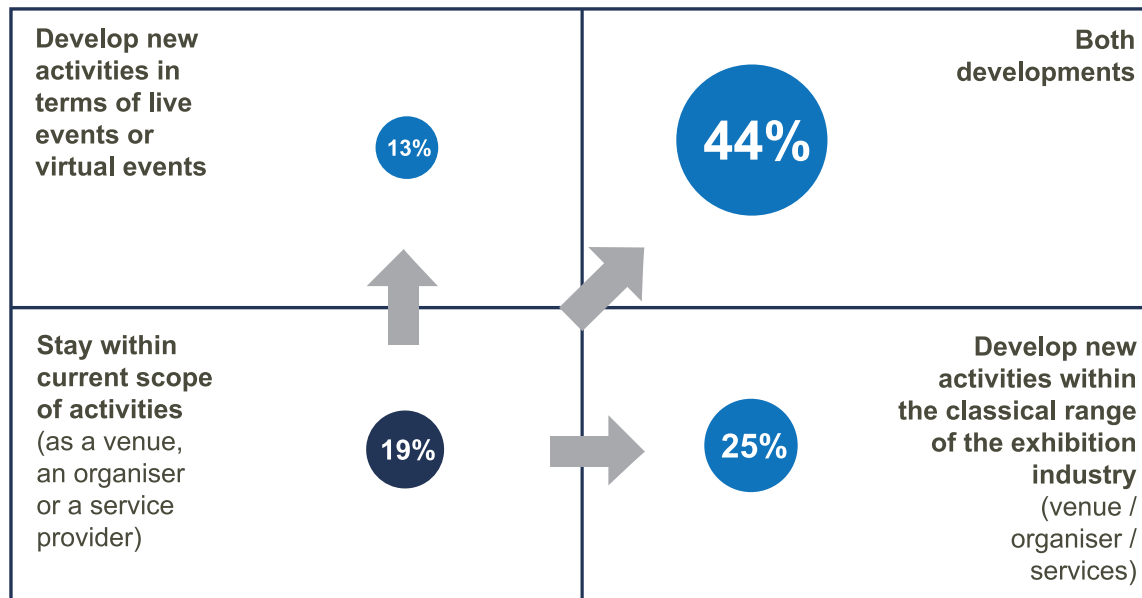 Develop new
activities in
terms of live
events or
virtual events
13%
Both
developments
44%
Stay within
current scope
of activities
(as a venue,
an organiser
or a service
provider)
19%
Develop new
activities within
the classical range
of the exhibition
industry
(venue /
organiser /
services)
25%